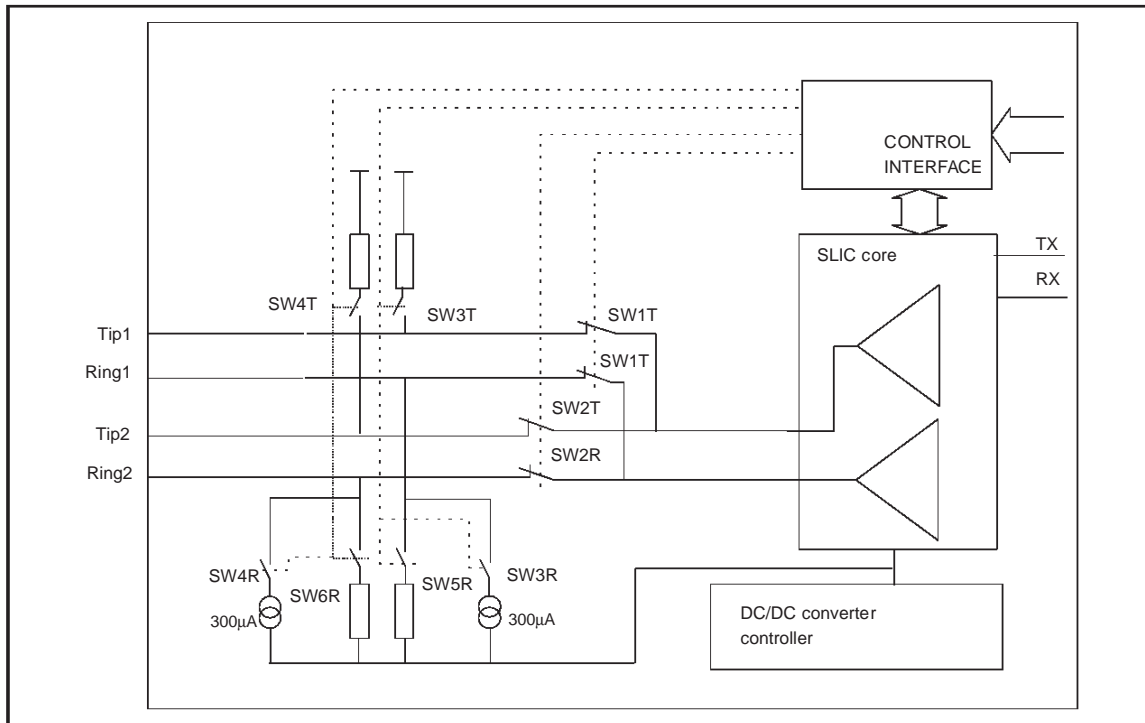 CONTROL
INTERFACE
SLIC core
TX
RX
SW4T
SW3T
SW1T
Tip1
SW1T
Ring1
SW2T
Tip2
SW2R
Ring2
SW4R
SW6R
SW5R
SW3R
300µA
300µA
DC/DC converter
controller